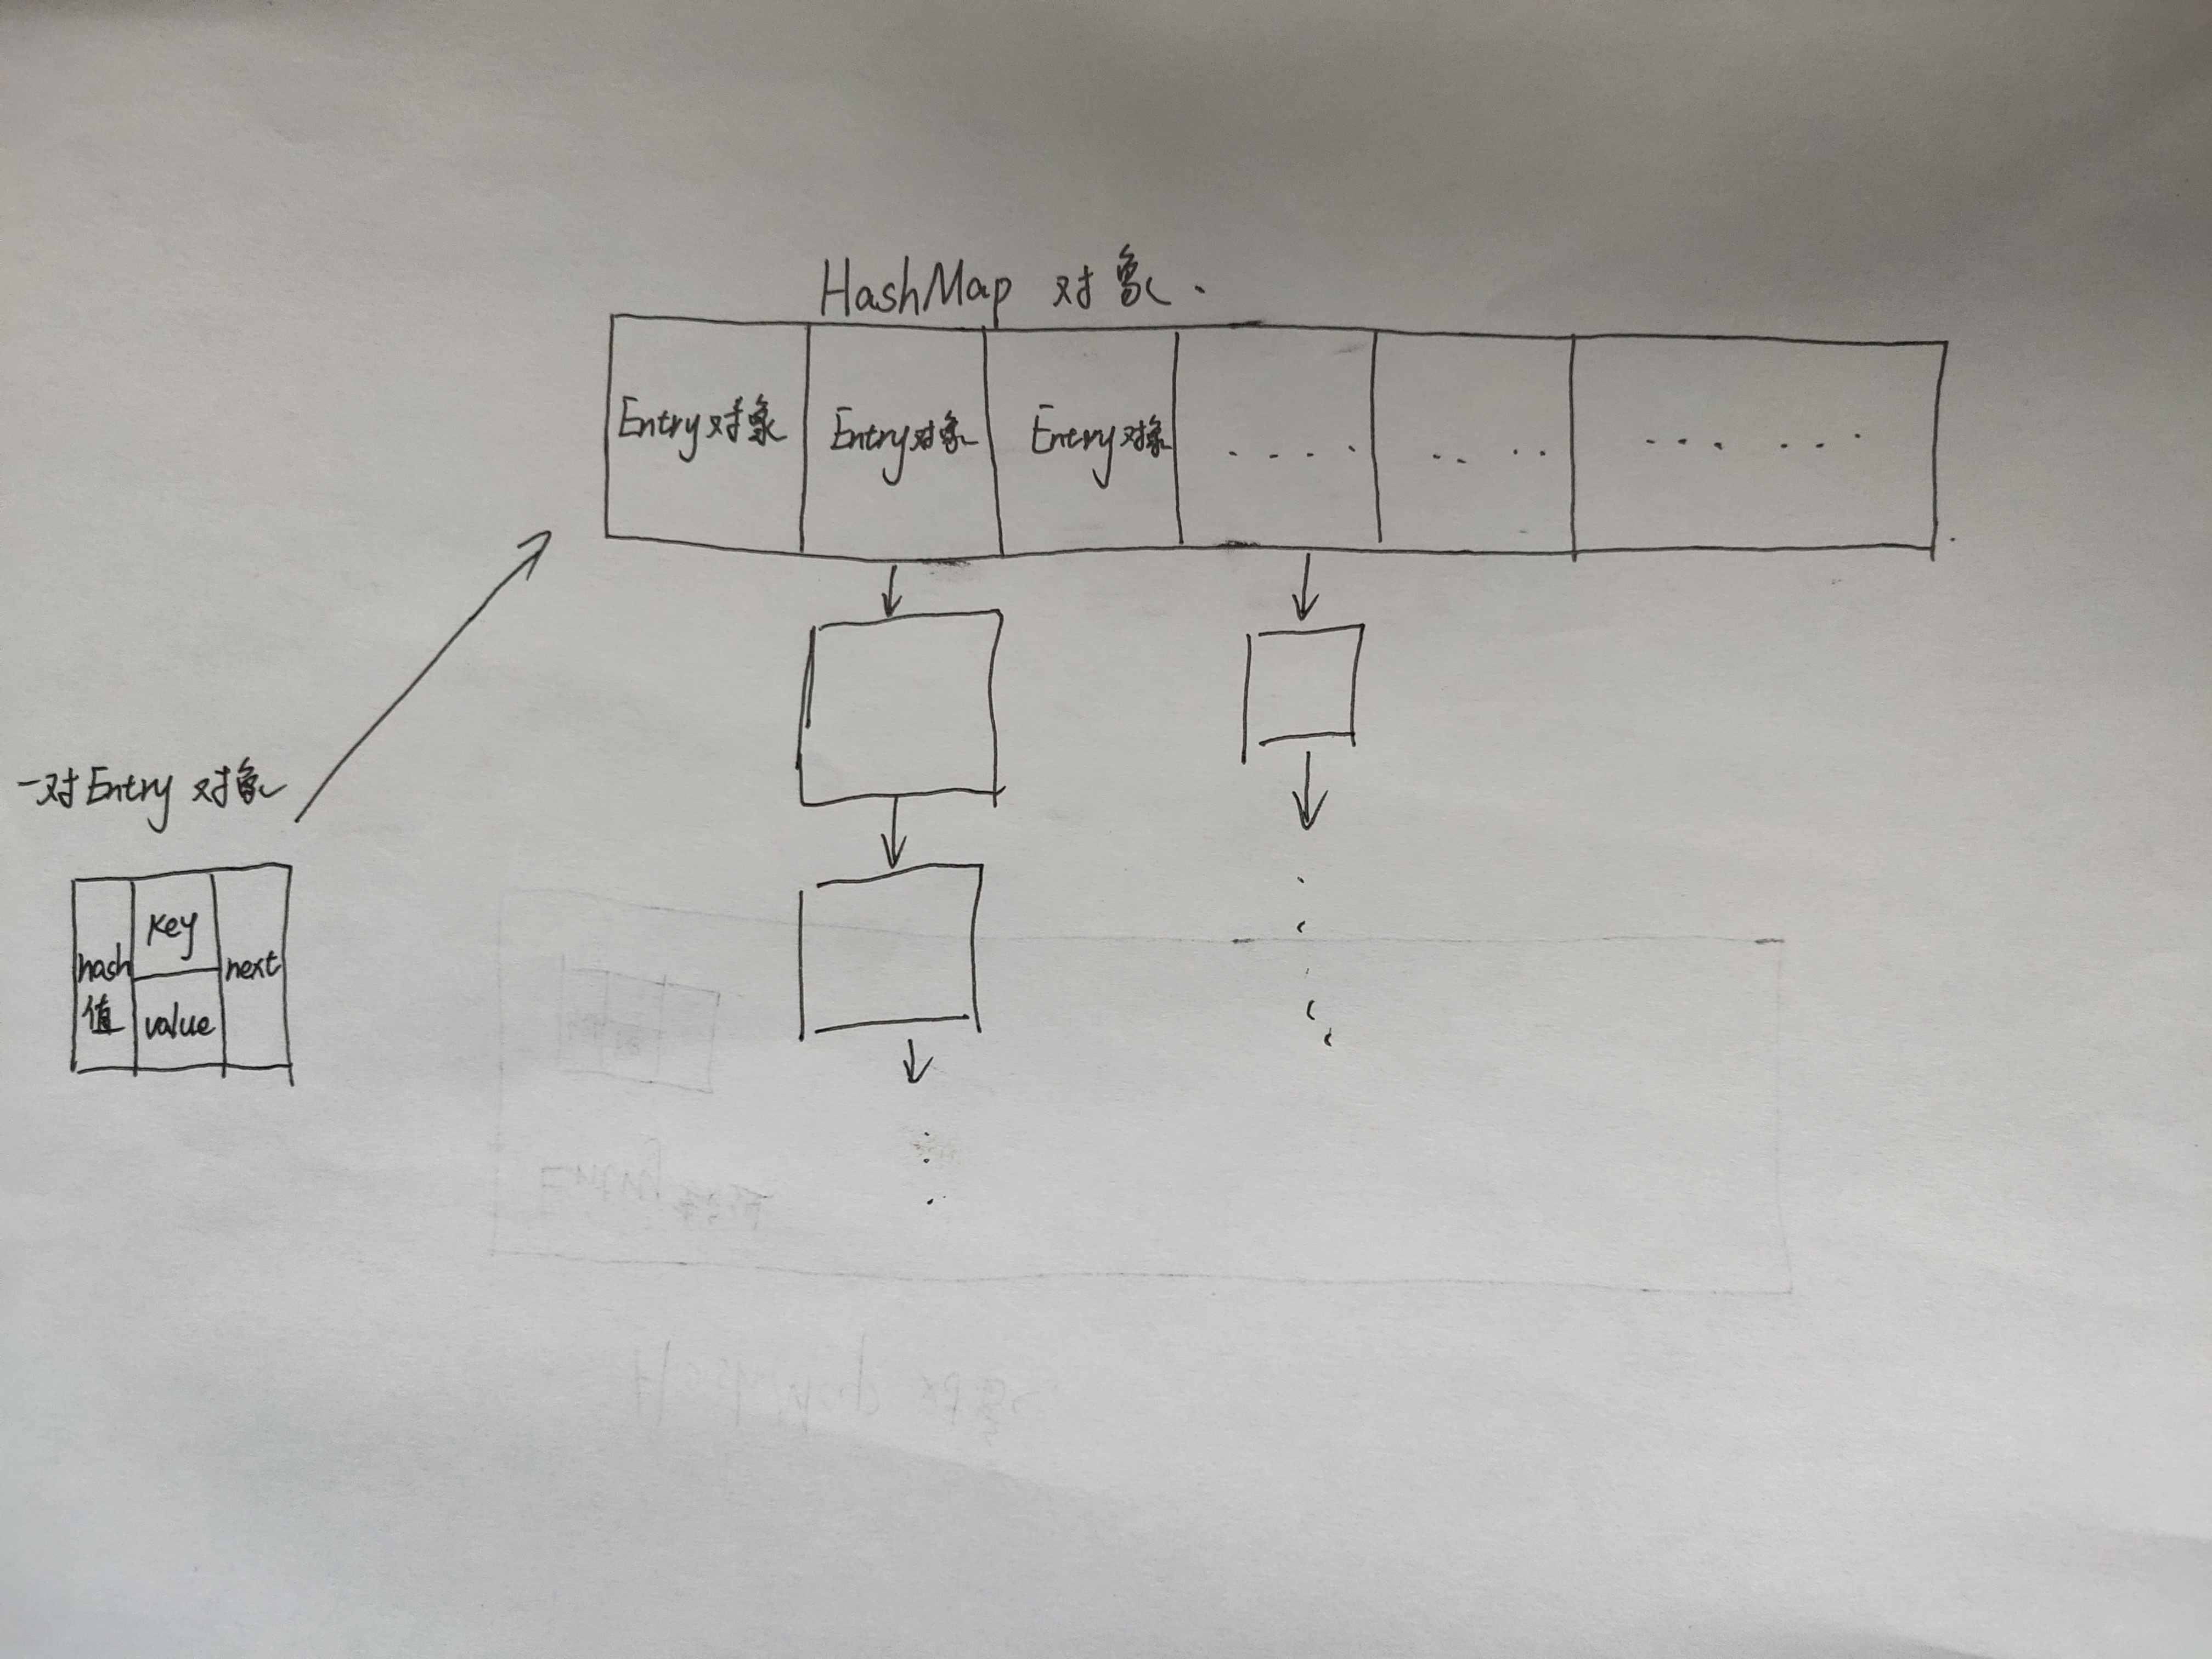 HashMap 对象.
Entry对象 Entry对象 Entry对象 .... .. .. ... ...
一对Entry 对象
hash值
key
value
next